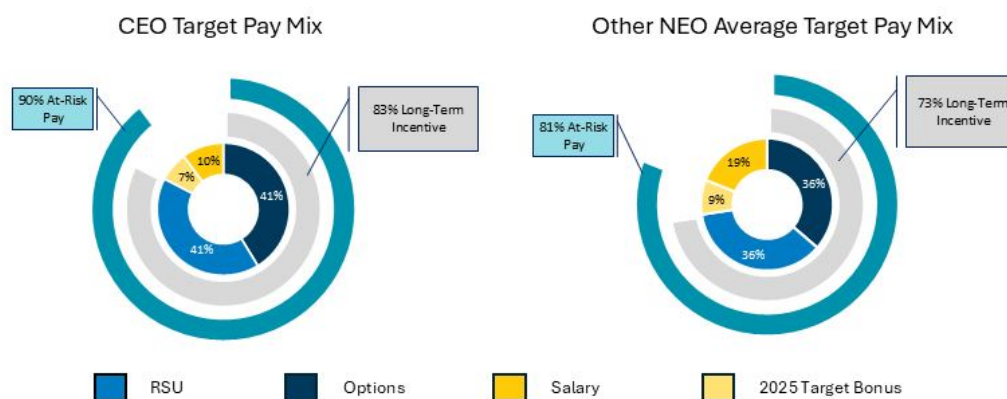 CEO Target Pay Mix
90% At-Risk
Pay
83% Long-Term
Incentive
10%
7%
41%
41%
Other NEO Average Target Pay Mix
81% At-Risk
Pay
73% Long-Term
Incentive
19%
9%
36%
36%
RSU
Options
Salary
2025 Target Bonus